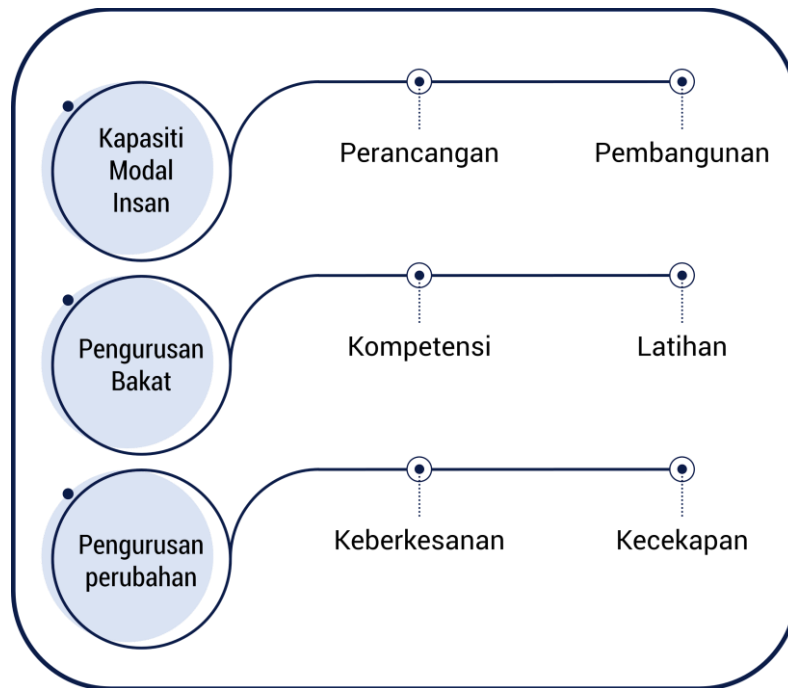 Kapasiti
Modal
Insan
Perancangan
Pembangunan
Pengurusan
Bakat
Kompetensi
Latihan
Pengurusan
perubahan
Keberkesanan
Kecekapan